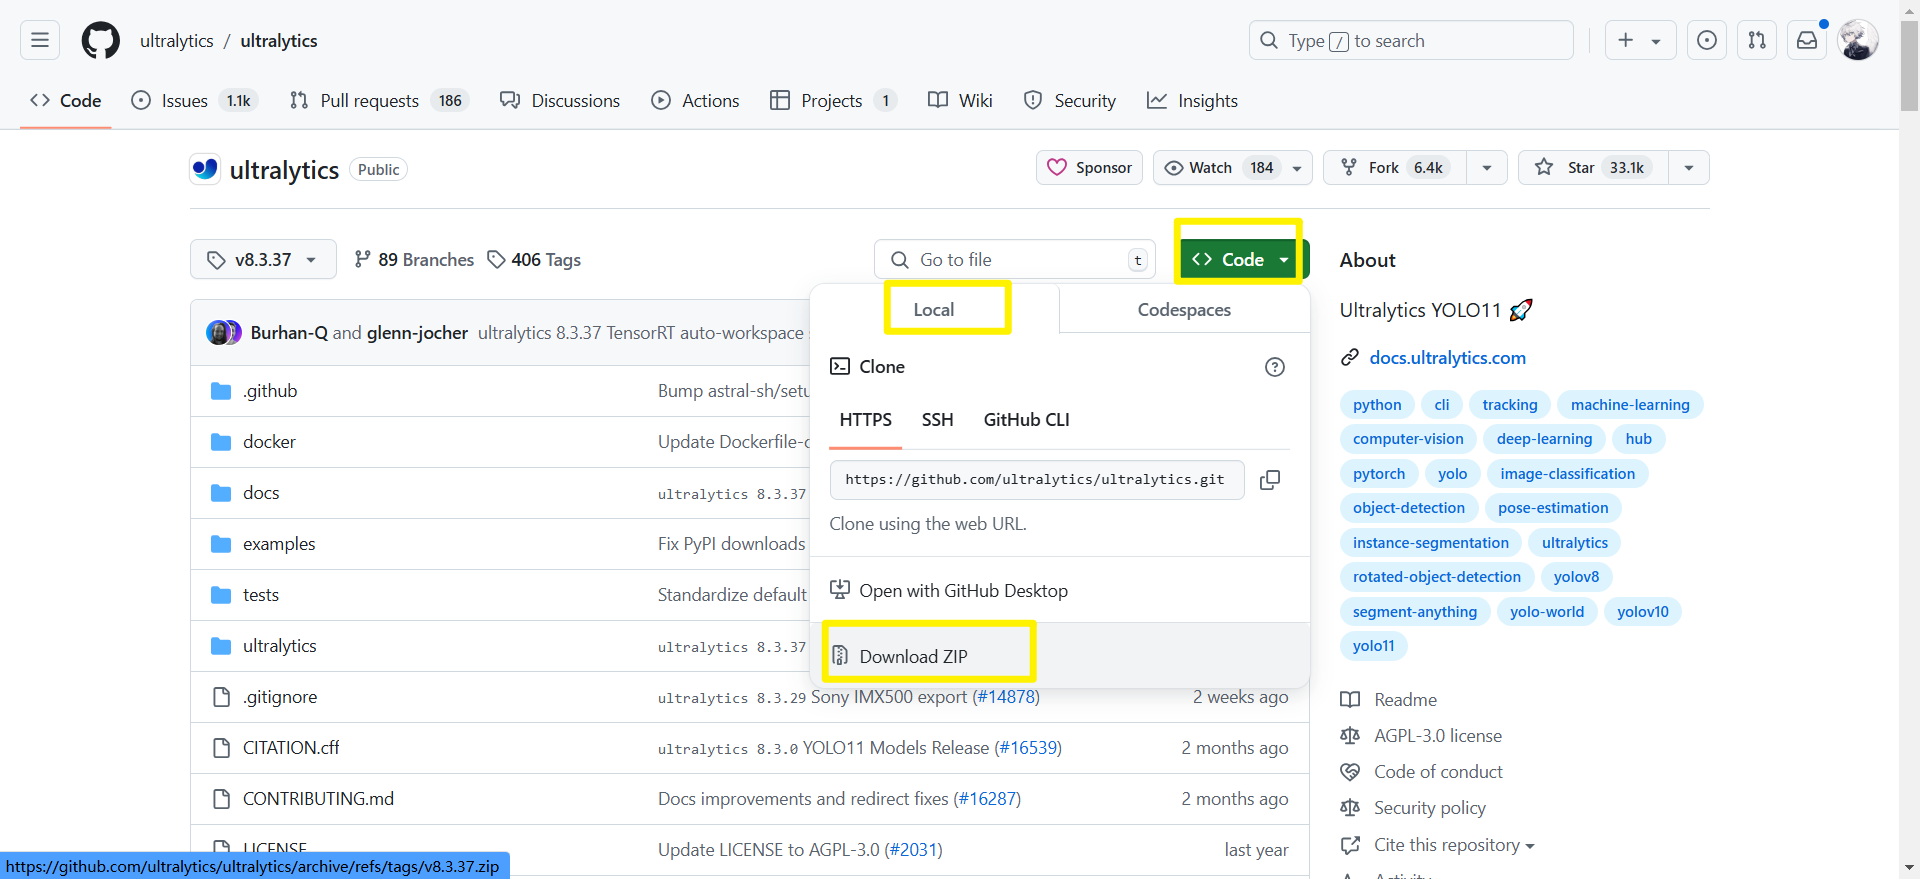 ultralytics / ultralytics
Type / to search
Code
Issues 1.1k
Pull requests 186
Discussions
Actions
Projects 1
Wiki
Security
Insights
ultralytics Public
Sponsor
Watch 184
Fork 6.4k
Star 33.1k
v8.3.37
89 Branches
406 Tags
Go to file t
Code
Local
Codespaces
Clone
HTTPS SSH GitHub CLI
https://github.com/ultralytics/ultralytics.git
Clone using the web URL.
Open with GitHub Desktop
Download ZIP
Burhan-Q and glenn-jocher ultralytics 8.3.37 TensorRT auto-workspace
.github Bump astral-sh/setu
docker Update Dockerfile-c
docs ultralytics 8.3.37
examples Fix PyPI downloads
tests Standardize default
ultralytics ultralytics 8.3.37
.gitignore ultralytics 8.3.29 Sony IMX500 export (#14878) 2 weeks ago
CITATION.cff ultralytics 8.3.0 YOLO11 Models Release (#16539) 2 months ago
CONTRIBUTING.md Docs improvements and redirect fixes (#16287) 2 months ago
LICENSE Update LICENSE to AGPL-3.0 (#2031) last year
https://github.com/ultralytics/ultralytics/archive/refs/tags/v8.3.37.zip
About
Ultralytics YOLO11
docs.ultralytics.com
python cli tracking machine-learning
computer-vision deep-learning hub
pytorch yolo image-classification
object-detection pose-estimation
instance-segmentation ultralytics
rotated-object-detection yolov8
segment-anything yolo-world yolov10
yolo11
Readme
AGPL-3.0 license
Code of conduct
Security policy
Cite this repository
Activity